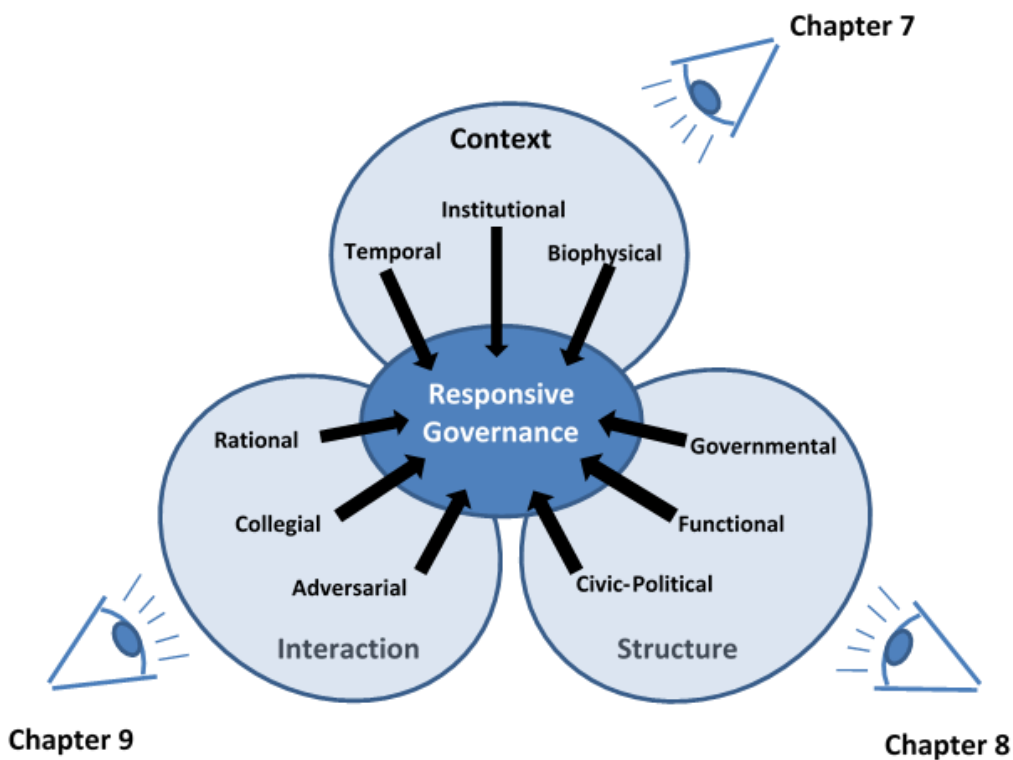 Chapter 7
Context
Institutional
Temporal
Biophysical
Responsive
Governance
Rational
Governmental
Collegial
Functional
Adversarial
Civic-Political
Interaction
Structure
Chapter 9
Chapter 8